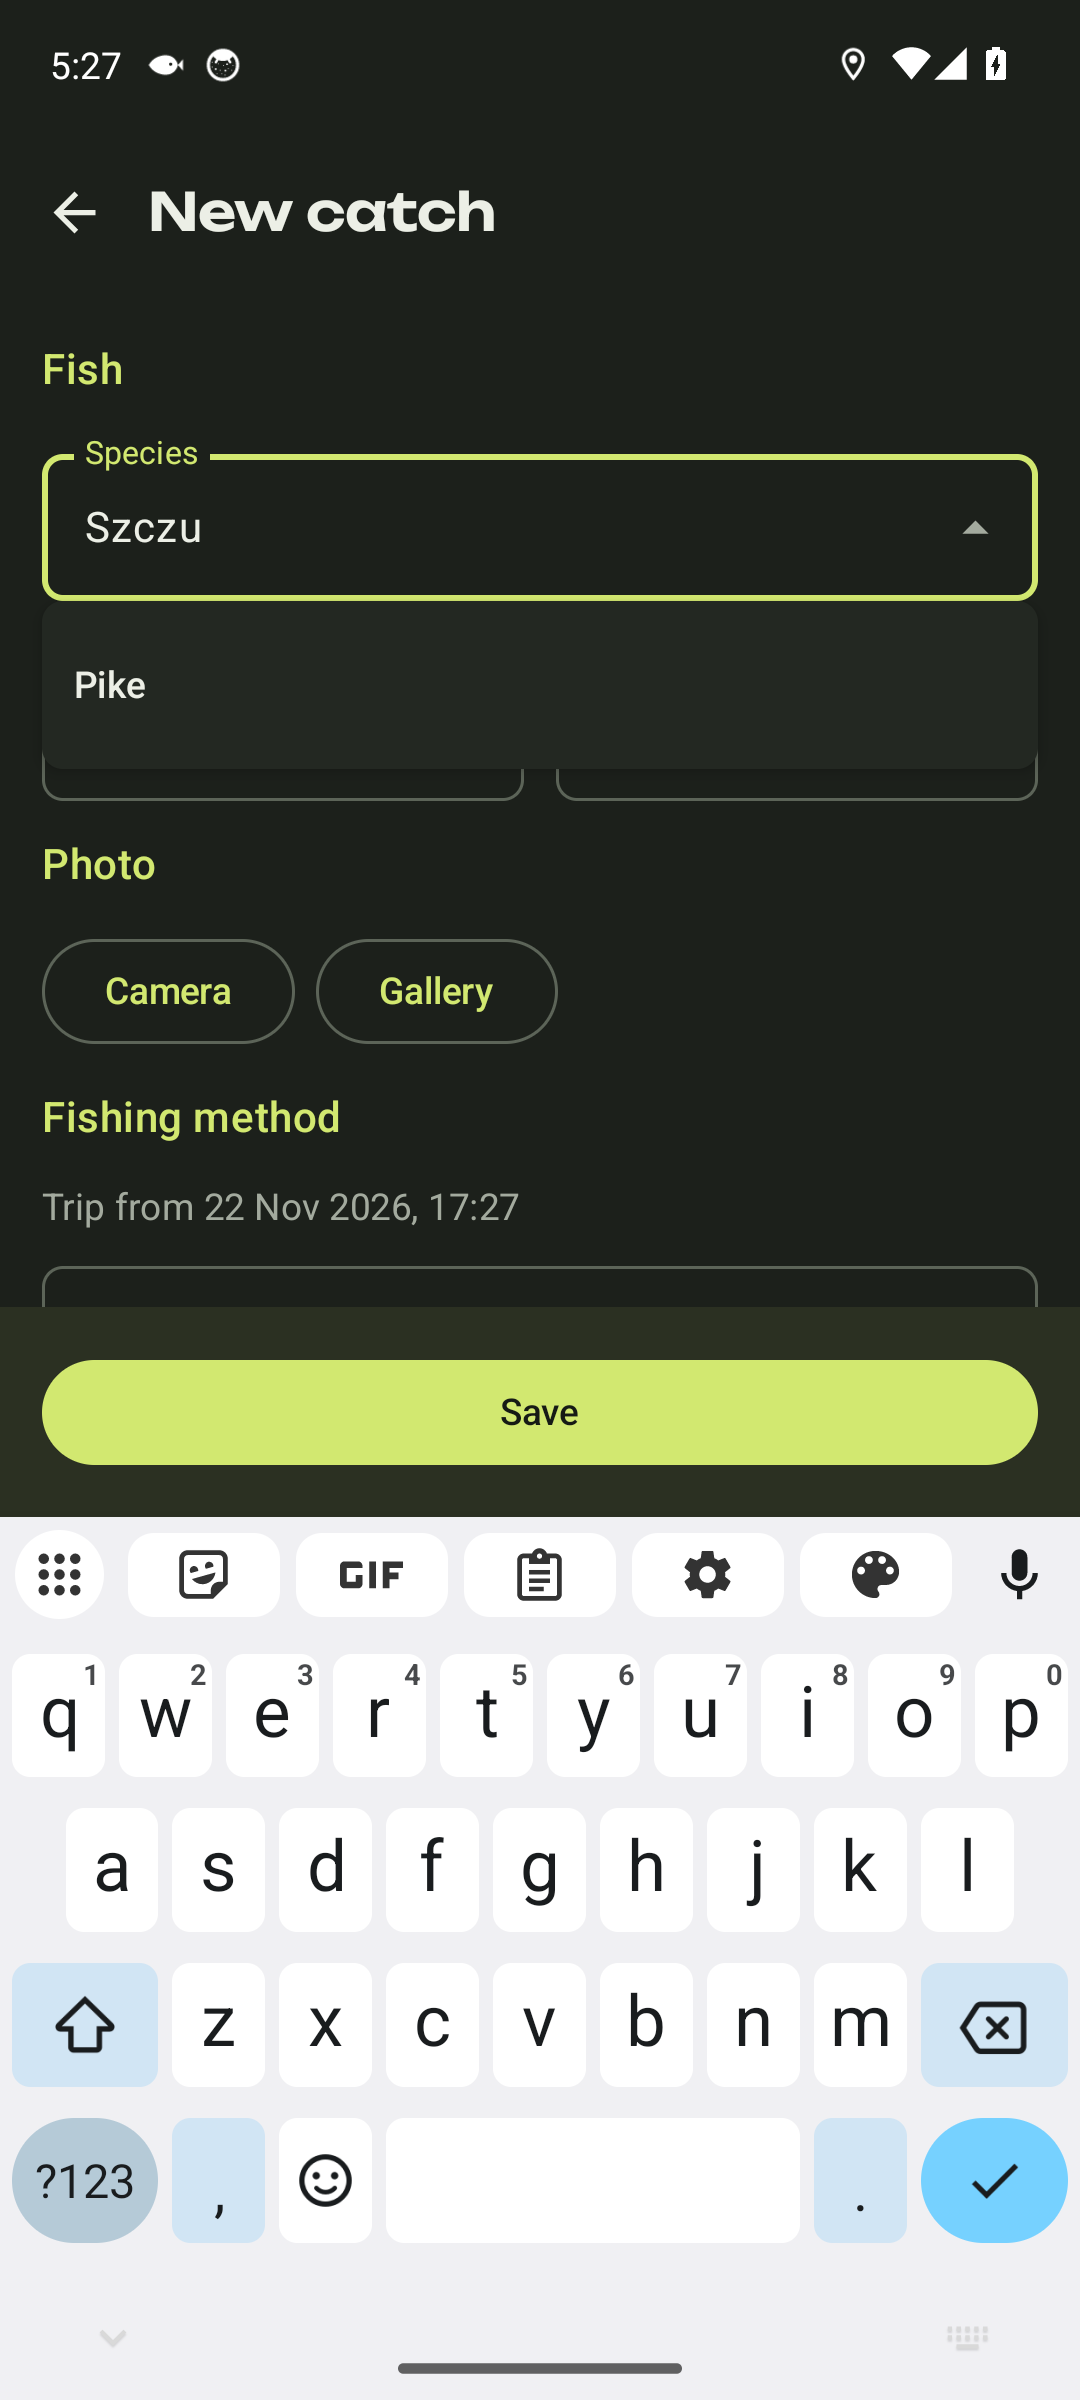 5:27
New catch
Fish
Species
Szczu
Pike
Photo
Camera
Gallery
Fishing method
Trip from 22 Nov 2026, 17:27
Save
GIF
q1 w2 e3 r4 t5 y6 u7 i8 o9 p0
a s d f g h j k l
z x c v b n m
?123 , .